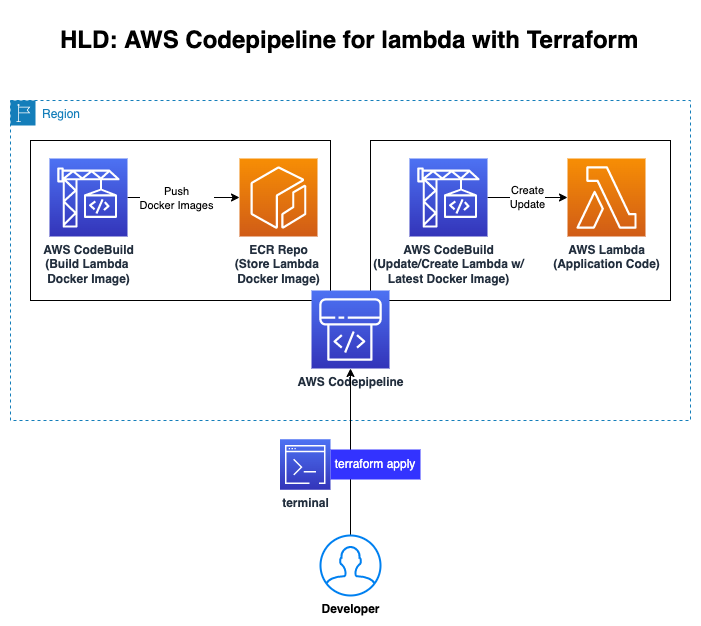 HLD: AWS Codepipeline for lambda with Terraform
Region
Push
Docker Images
AWS CodeBuild
(Build Lambda
Docker Image)
ECR Repo
(Store Lambda
Docker Image)
Create
Update
AWS CodeBuild
(Update/Create Lambda w/
Latest Docker Image)
AWS Lambda
(Application Code)
AWS Codepipeline
terraform apply
terminal
Developer